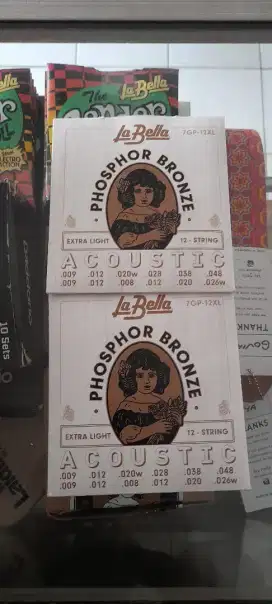 La Bella
The
La Bella
7GP-12XL
PHOSPHOR BRONZE
EXTRA LIGHT
12 - STRING
ACOUSTIC
.009 .012 .020w .028 .038 .048
.009 .012 .008 .012 .020 .026w
La Bella
7GP-12XL
PHOSPHOR BRONZE
EXTRA LIGHT
12 - STRING
ACOUSTIC
.009 .012 .020w .028 .038 .048
.009 .012 .008 .012 .020 .026w
10 Sets